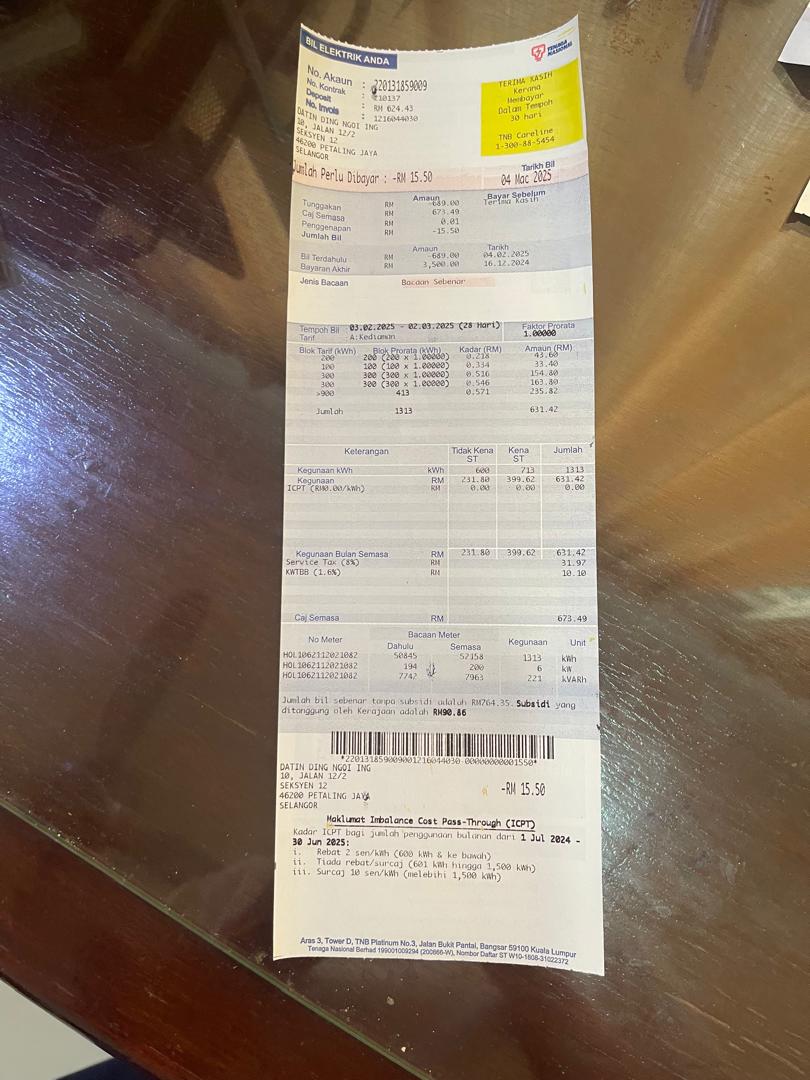 BIL ELEKTRIK ANDA
TENAGA NASIONAL
No. Akaun : 220131859009
No. Kontrak : 210137
Deposit : RM 624.43
No. Invois : 1216044030
DATIN DING NGOI ING
10, JALAN 12/2
SEKSYEN 12
46200 PETALING JAYA
SELANGOR
TERIMA KASIH
Kerana
Membayar
Dalam Tempoh
30 hari
TNB Careline
1-300-88-5454
Jumlah Perlu Dibayar : -RM 15.50
Tarikh Bil
04 Mac 2025
Amaun Bayar Sebelum
Tunggakan RM -689.00 Terima Kasih
Caj Semasa RM 673.49
Penggenapan RM 0.01
Jumlah Bil RM -15.50
Amaun Tarikh
Bil Terdahulu RM -689.00 04.02.2025
Bayaran Akhir RM 3,500.00 16.12.2024
Jenis Bacaan Bacaan Sebenar
Tempoh Bil : 03.02.2025 - 02.03.2025 (28 Hari) Faktor Prorata
Tarif : A:Kediaman 1.00000
Blok Tarif (kWh) Blok Prorata (kWh) Kadar (RM) Amaun (RM)
200 200 (200 x 1.00000) 0.218 43.60
100 100 (100 x 1.00000) 0.334 33.40
300 300 (300 x 1.00000) 0.516 154.80
300 300 (300 x 1.00000) 0.546 163.80
>900 413 0.571 235.82
Jumlah 1313 631.42
Keterangan Tidak Kena ST Kena ST Jumlah
Kegunaan kWh kWh 600 713 1313
Kegunaan RM 231.80 399.62 631.42
ICPT (RM0.00/kWh) RM 0.00 0.00 0.00
Kegunaan Bulan Semasa RM 231.80 399.62 631.42
Service Tax (8%) RM 31.97
KWTBB (1.6%) RM 10.10
Caj Semasa RM 673.49
No Meter Bacaan Meter Kegunaan Unit
Dahulu Semasa
HOL1062112021082 50845 52158 1313 kWh
HOL1062112021082 194 200 6 kW
HOL1062112021082 7742 7963 221 kVARh
Jumlah bil sebenar tanpa subsidi adalah RM764.35. Subsidi yang
ditanggung oleh Kerajaan adalah RM90.86
*2201318590090012160440300000000000001550*
DATIN DING NGOI ING
10, JALAN 12/2
SEKSYEN 12
46200 PETALING JAYA
SELANGOR
-RM 15.50
Maklumat Imbalance Cost Pass-Through (ICPT)
Kadar ICPT bagi jumlah penggunaan bulanan dari 1 Jul 2024 -
30 Jun 2025:
i. Rebat 2 sen/kWh (600 kWh & ke bawah)
ii. Tiada rebat/surcaj (601 kWh hingga 1,500 kWh)
iii. Surcaj 10 sen/kWh (melebihi 1,500 kWh)
Aras 3, Tower D, TNB Platinum No.3, Jalan Bukit Pantai, Bangsar 59100 Kuala Lumpur
Tenaga Nasional Berhad 199001009294 (200866-W), Nombor Daftar ST W10-1808-31022372